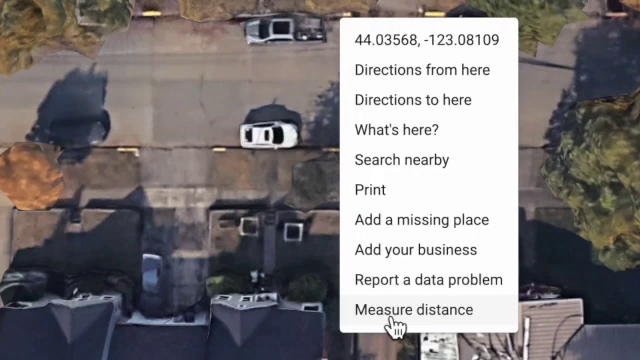 44.03568, -123.08109
Directions from here
Directions to here
What's here?
Search nearby
Print
Add a missing place
Add your business
Report a data problem
Measure distance